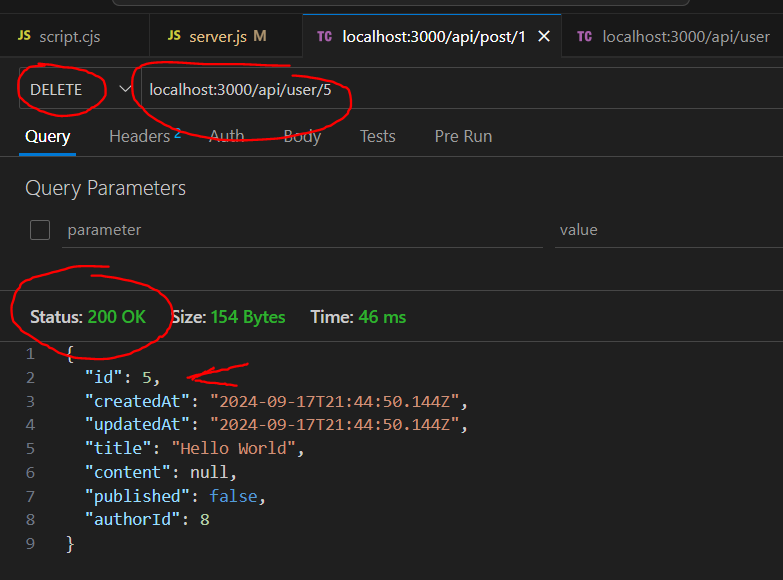 JS script.cjs JS server.js M TC localhost:3000/api/post/1 TC localhost:3000/api/user
DELETE localhost:3000/api/user/5
Query Headers 2 Auth Body Tests Pre Run
Query Parameters
parameter value
Status: 200 OK Size: 154 Bytes Time: 46 ms
1 {
2 "id": 5,
3 "createdAt": "2024-09-17T21:44:50.144Z",
4 "updatedAt": "2024-09-17T21:44:50.144Z",
5 "title": "Hello World",
6 "content": null,
7 "published": false,
8 "authorId": 8
9 }